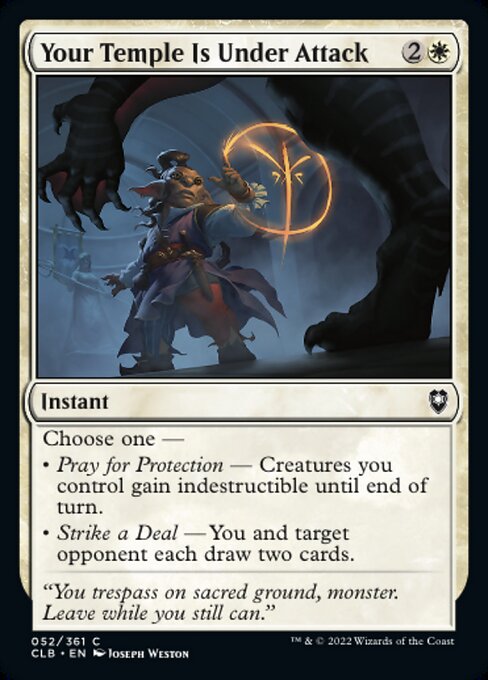 Your Temple Is Under Attack 2
Instant
Choose one —
• Pray for Protection — Creatures you
control gain indestructible until end of
turn.
• Strike a Deal —You and target
opponent each draw two cards.
“You trespass on sacred ground, monster.
Leave while you still can.”
052/361 C
CLB • EN Joseph Weston
™ & © 2022 Wizards of the Coast